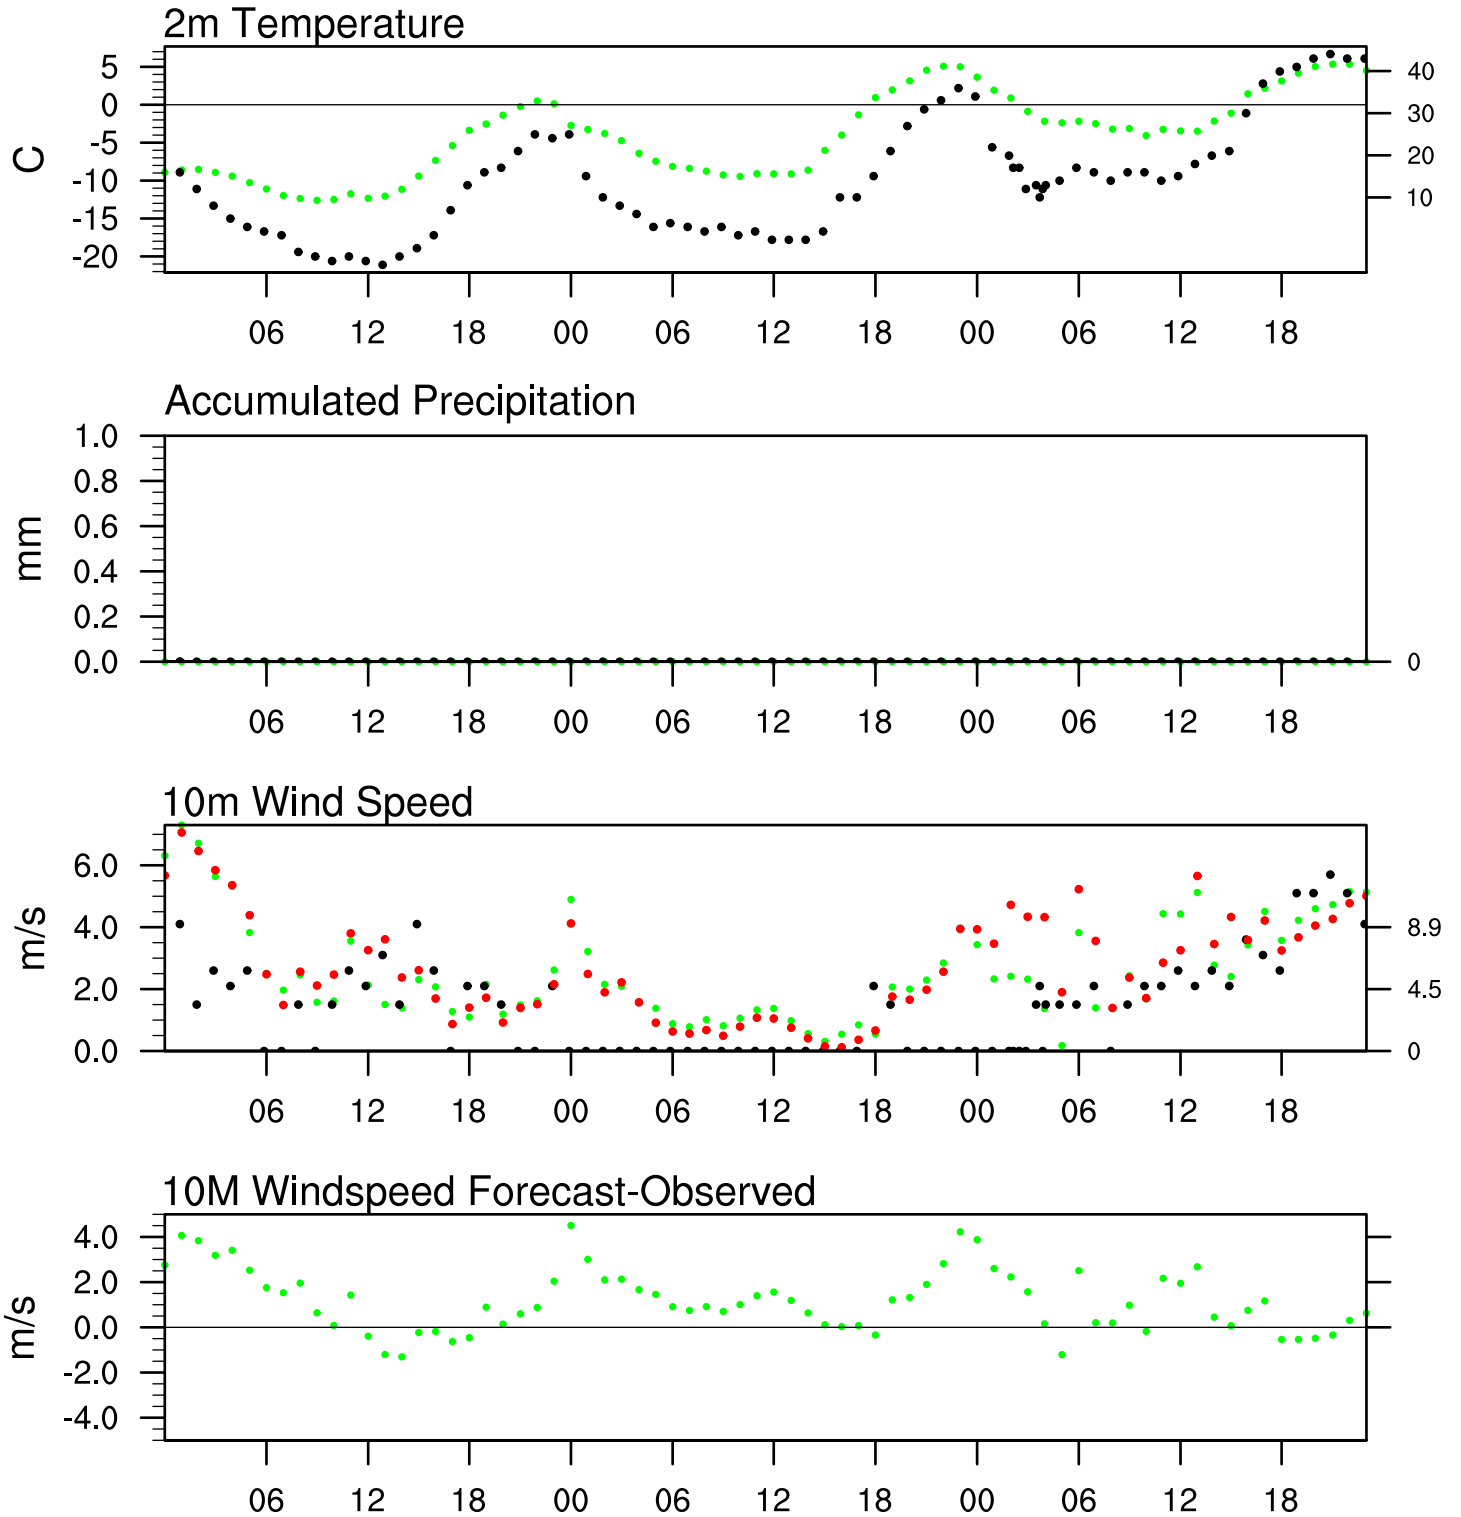 2m Temperature
5
0
-5
-10
-15
-20
C
40
30
20
10
06 12 18 00 06 12 18 00 06 12 18
Accumulated Precipitation
1.0
0.8
0.6
0.4
0.2
0.0
mm
0
06 12 18 00 06 12 18 00 06 12 18
10m Wind Speed
6.0
4.0
2.0
0.0
m/s
8.9
4.5
0
06 12 18 00 06 12 18 00 06 12 18
10M Windspeed Forecast-Observed
4.0
2.0
0.0
-2.0
-4.0
m/s
06 12 18 00 06 12 18 00 06 12 18